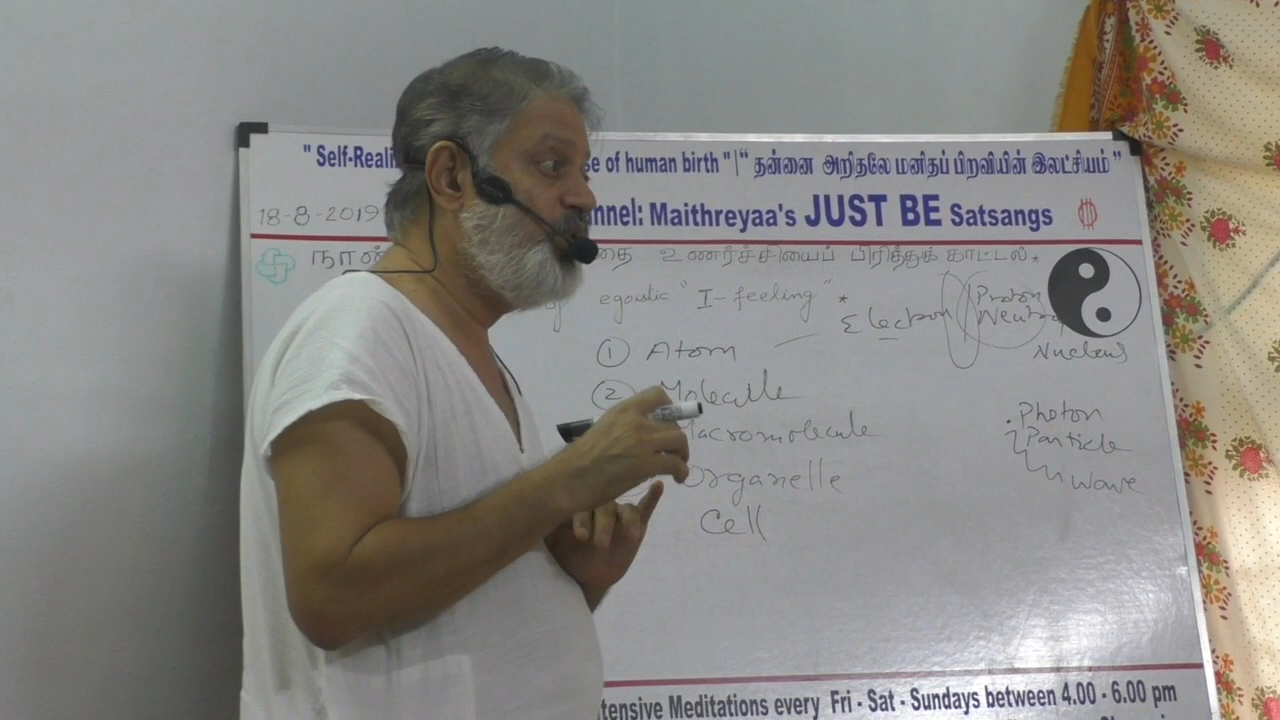 " Self-Reali se of human birth " | “ தன்னை அறிதலே மனிதப் பிறவியின் இலட்சியம் ”
18-8-2019 nnel: Maithreyaa's JUST BE Satsangs
நான் தை உணர்ச்சியைப் பிரித்துக் காட்டல் *
egoistic " I - feeling " *
Electron Proton
Neutron
Nucleus
① Atom
② Molecule
acromolecule
Organelle
Cell
Photon
Particle
Wave
tensive Meditations every Fri - Sat - Sundays between 4.00 - 6.00 pm